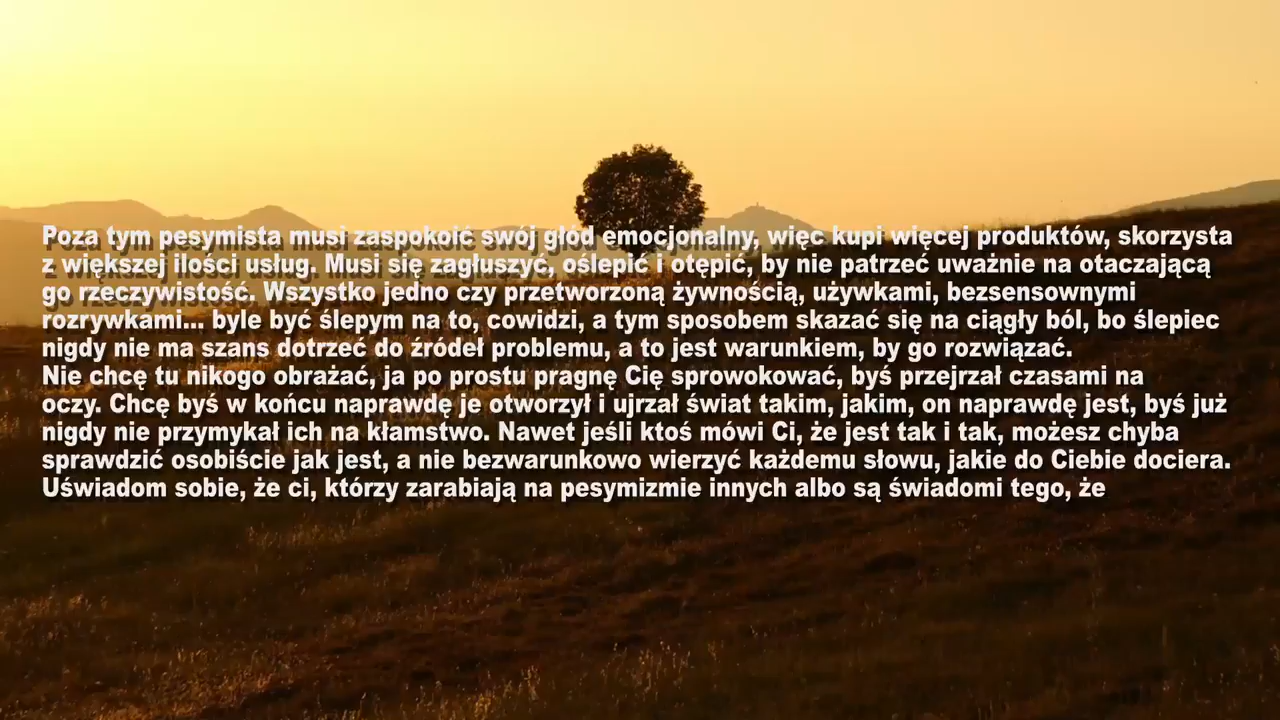 Poza tym pesymista musi zaspokoić swój głód emocjonalny, więc kupi więcej produktów, skorzysta
z większej ilości usług. Musi się zagłuszyć, oślepić i otępić, by nie patrzeć uważnie na otaczającą
go rzeczywistość. Wszystko jedno czy przetworzoną żywnością, używkami, bezsensownymi
rozrywkami... byle być ślepym na to, cowidzi, a tym sposobem skazać się na ciągły ból, bo ślepiec
nigdy nie ma szans dotrzeć do źródeł problemu, a to jest warunkiem, by go rozwiązać.
Nie chcę tu nikogo obrażać, ja po prostu pragnę Cię sprowokować, byś przejrzał czasami na
oczy. Chcę byś w końcu naprawdę je otworzył i ujrzał świat takim, jakim, on naprawdę jest, byś już
nigdy nie przymykał ich na kłamstwo. Nawet jeśli ktoś mówi Ci, że jest tak i tak, możesz chyba
sprawdzić osobiście jak jest, a nie bezwarunkowo wierzyć każdemu słowu, jakie do Ciebie dociera.
Uświadom sobie, że ci, którzy zarabiają na pesymizmie innych albo są świadomi tego, że